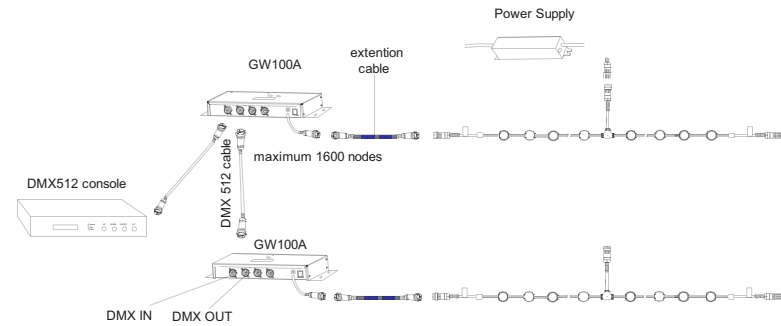 Power Supply
extention
cable
GW100A
maximum 1600 nodes
DMX 512 cable
DMX512 console
GW100A
DMX IN
DMX OUT